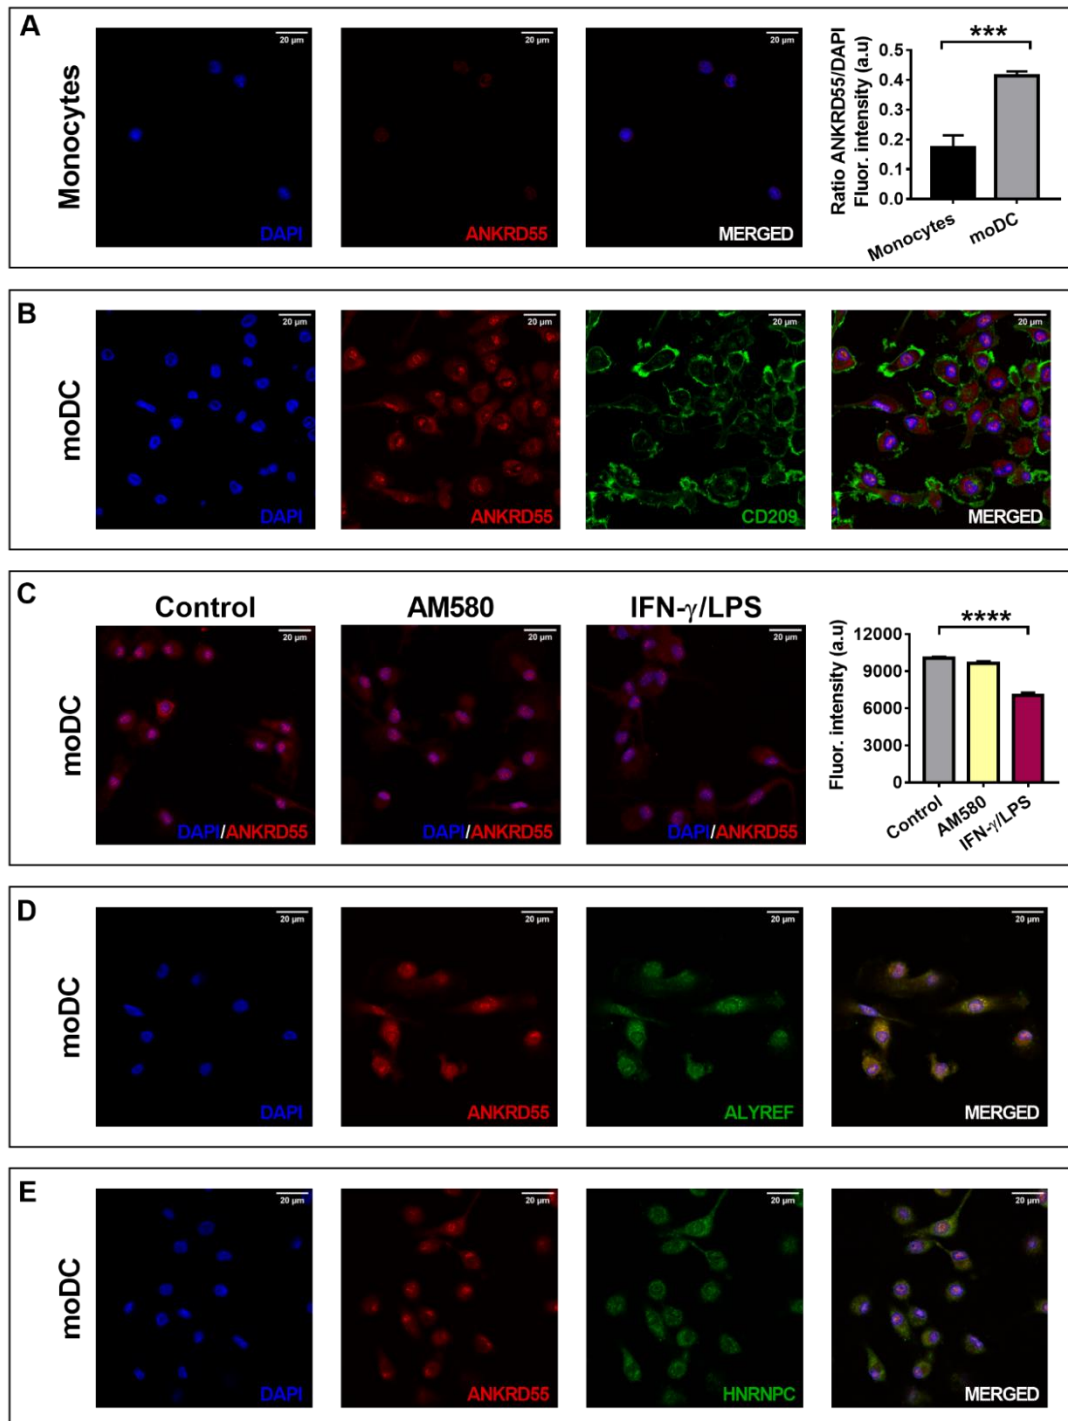 A
Monocytes
20 µm
DAPI
20 µm
ANKRD55
20 µm
MERGED
Ratio ANKRD55/DAPI
Fluor. intensity (a.u)
***
0.5
0.4
0.3
0.2
0.1
0.0
Monocytes
moDC
B
moDC
20 µm
DAPI
20 µm
ANKRD55
20 µm
CD209
20 µm
MERGED
C
moDC
Control
20 µm
DAPI/ANKRD55
AM580
20 µm
DAPI/ANKRD55
IFN-γ/LPS
20 µm
DAPI/ANKRD55
Fluor. intensity (a.u)
****
12000
9000
6000
3000
0
Control
AM580
IFN-γ/LPS
D
moDC
20 µm
DAPI
20 µm
ANKRD55
20 µm
ALYREF
20 µm
MERGED
E
moDC
20 µm
DAPI
20 µm
ANKRD55
20 µm
HNRNPC
20 µm
MERGED